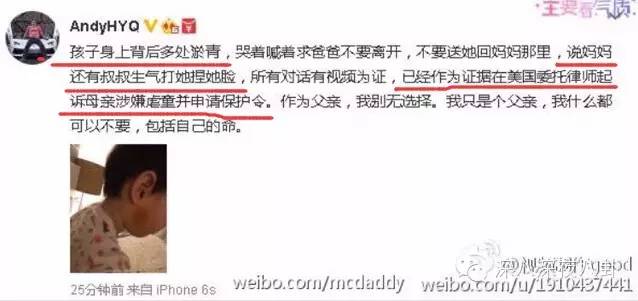 主要看气质
AndyHYQ
孩子身上背后多处淤青，哭着喊着求爸爸不要离开，不要送她回妈妈那里，说妈妈
还有叔叔生气打她捏她脸，所有对话有视频为证，已经作为证据在美国委托律师起
诉母亲涉嫌虐童并申请保护令。作为父亲，我别无选择。我只是个父亲，我什么都
可以不要，包括自己的命。
25分钟前 来自 iPhone 6s
weibo.com/mcdaddy
weibo.com/u/1910437441